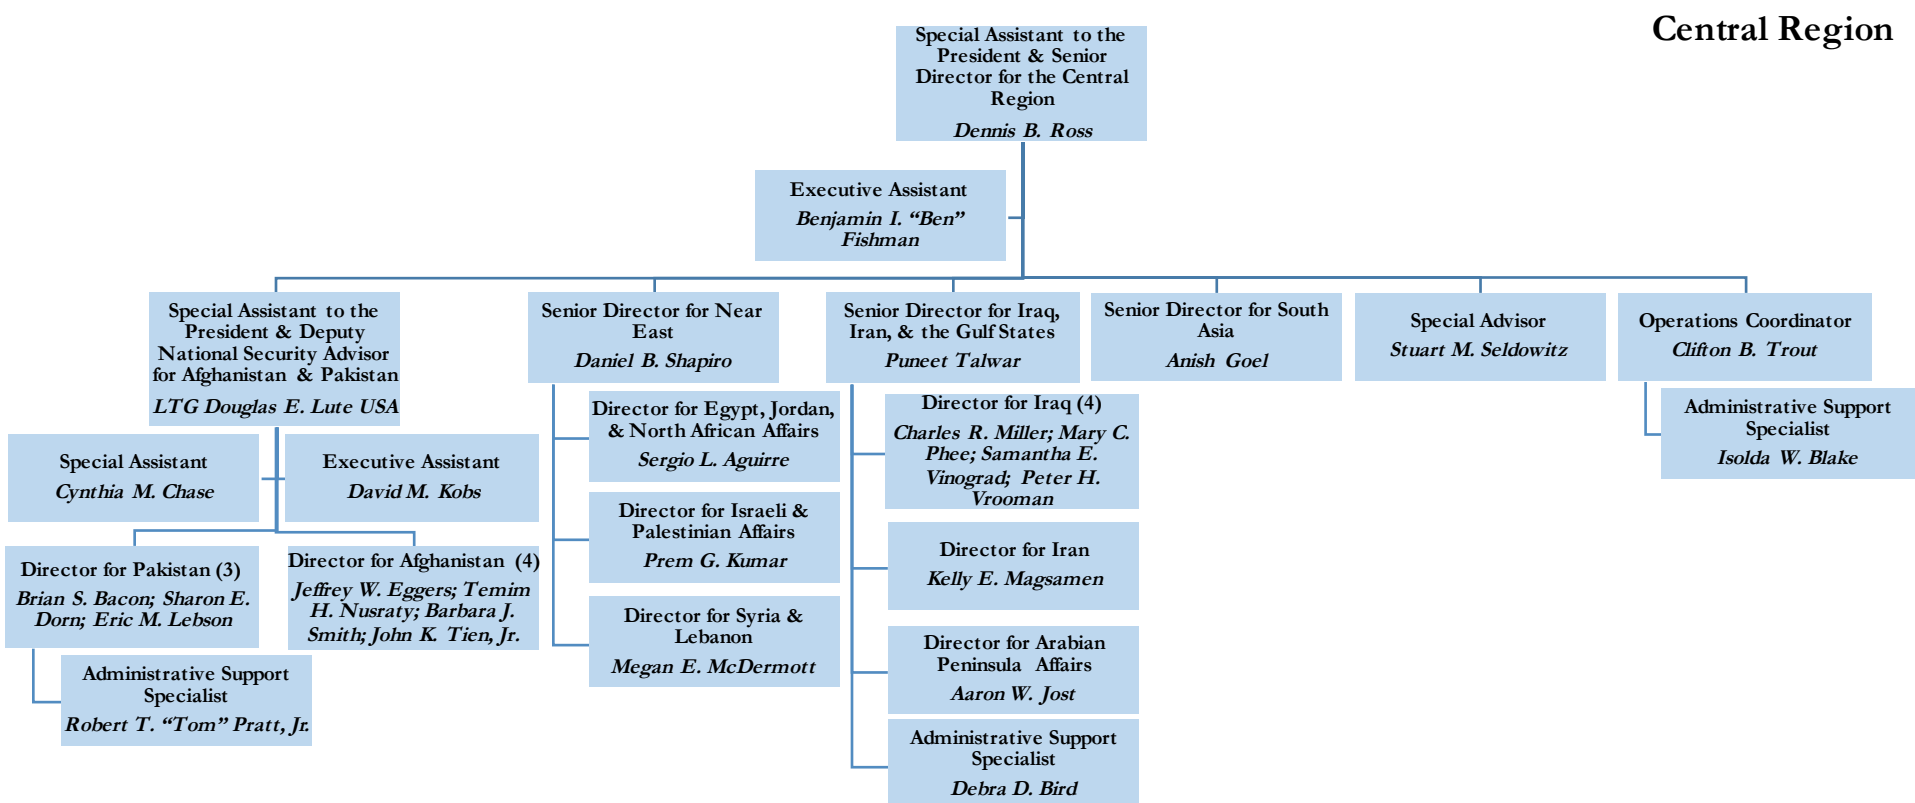 Central Region
Special Assistant to the
President & Senior
Director for the Central
Region
Dennis B. Ross
Executive Assistant
Benjamin I. “Ben”
Fishman
Special Assistant to the
President & Deputy
National Security Advisor
for Afghanistan & Pakistan
LTG Douglas E. Lute USA
Senior Director for Near
East
Daniel B. Shapiro
Senior Director for Iraq,
Iran, & the Gulf States
Puneet Talwar
Senior Director for South
Asia
Anish Goel
Special Advisor
Stuart M. Seldowitz
Operations Coordinator
Clifton B. Trout
Special Assistant
Cynthia M. Chase
Executive Assistant
David M. Kobs
Director for Pakistan (3)
Brian S. Bacon; Sharon E.
Dorn; Eric M. Lebson
Administrative Support
Specialist
Robert T. “Tom” Pratt, Jr.
Director for Afghanistan (4)
Jeffrey W. Eggers; Temim
H. Nusraty; Barbara J.
Smith; John K. Tien, Jr.
Director for Egypt, Jordan,
& North African Affairs
Sergio L. Aguirre
Director for Israeli &
Palestinian Affairs
Prem G. Kumar
Director for Syria &
Lebanon
Megan E. McDermott
Director for Iraq (4)
Charles R. Miller; Mary C.
Phee; Samantha E.
Vinograd; Peter H.
Vrooman
Director for Iran
Kelly E. Magsamen
Director for Arabian
Peninsula Affairs
Aaron W. Jost
Administrative Support
Specialist
Debra D. Bird
Administrative Support
Specialist
Isolda W. Blake